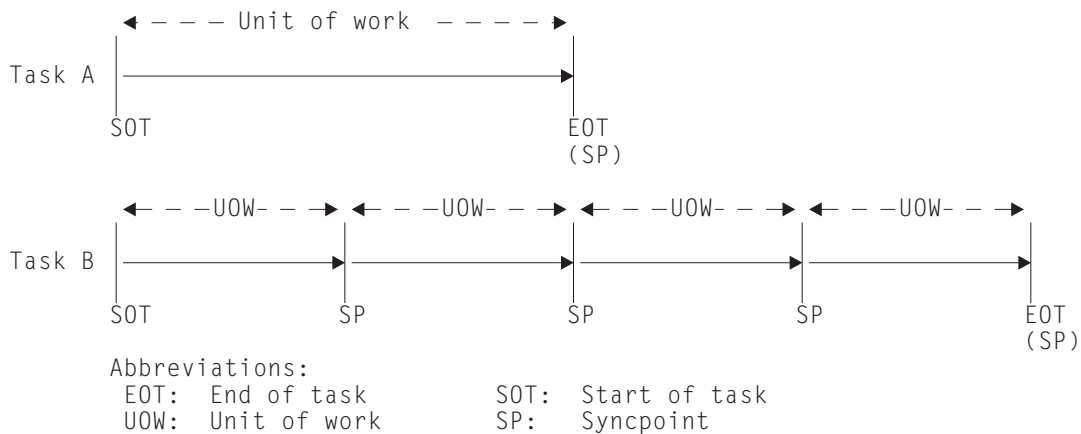 Unit of work
Task A
SOT EOT
(SP)
UOW UOW UOW UOW
Task B
SOT SP SP SP EOT
(SP)
Abbreviations:
EOT: End of task SOT: Start of task
UOW: Unit of work SP: Syncpoint